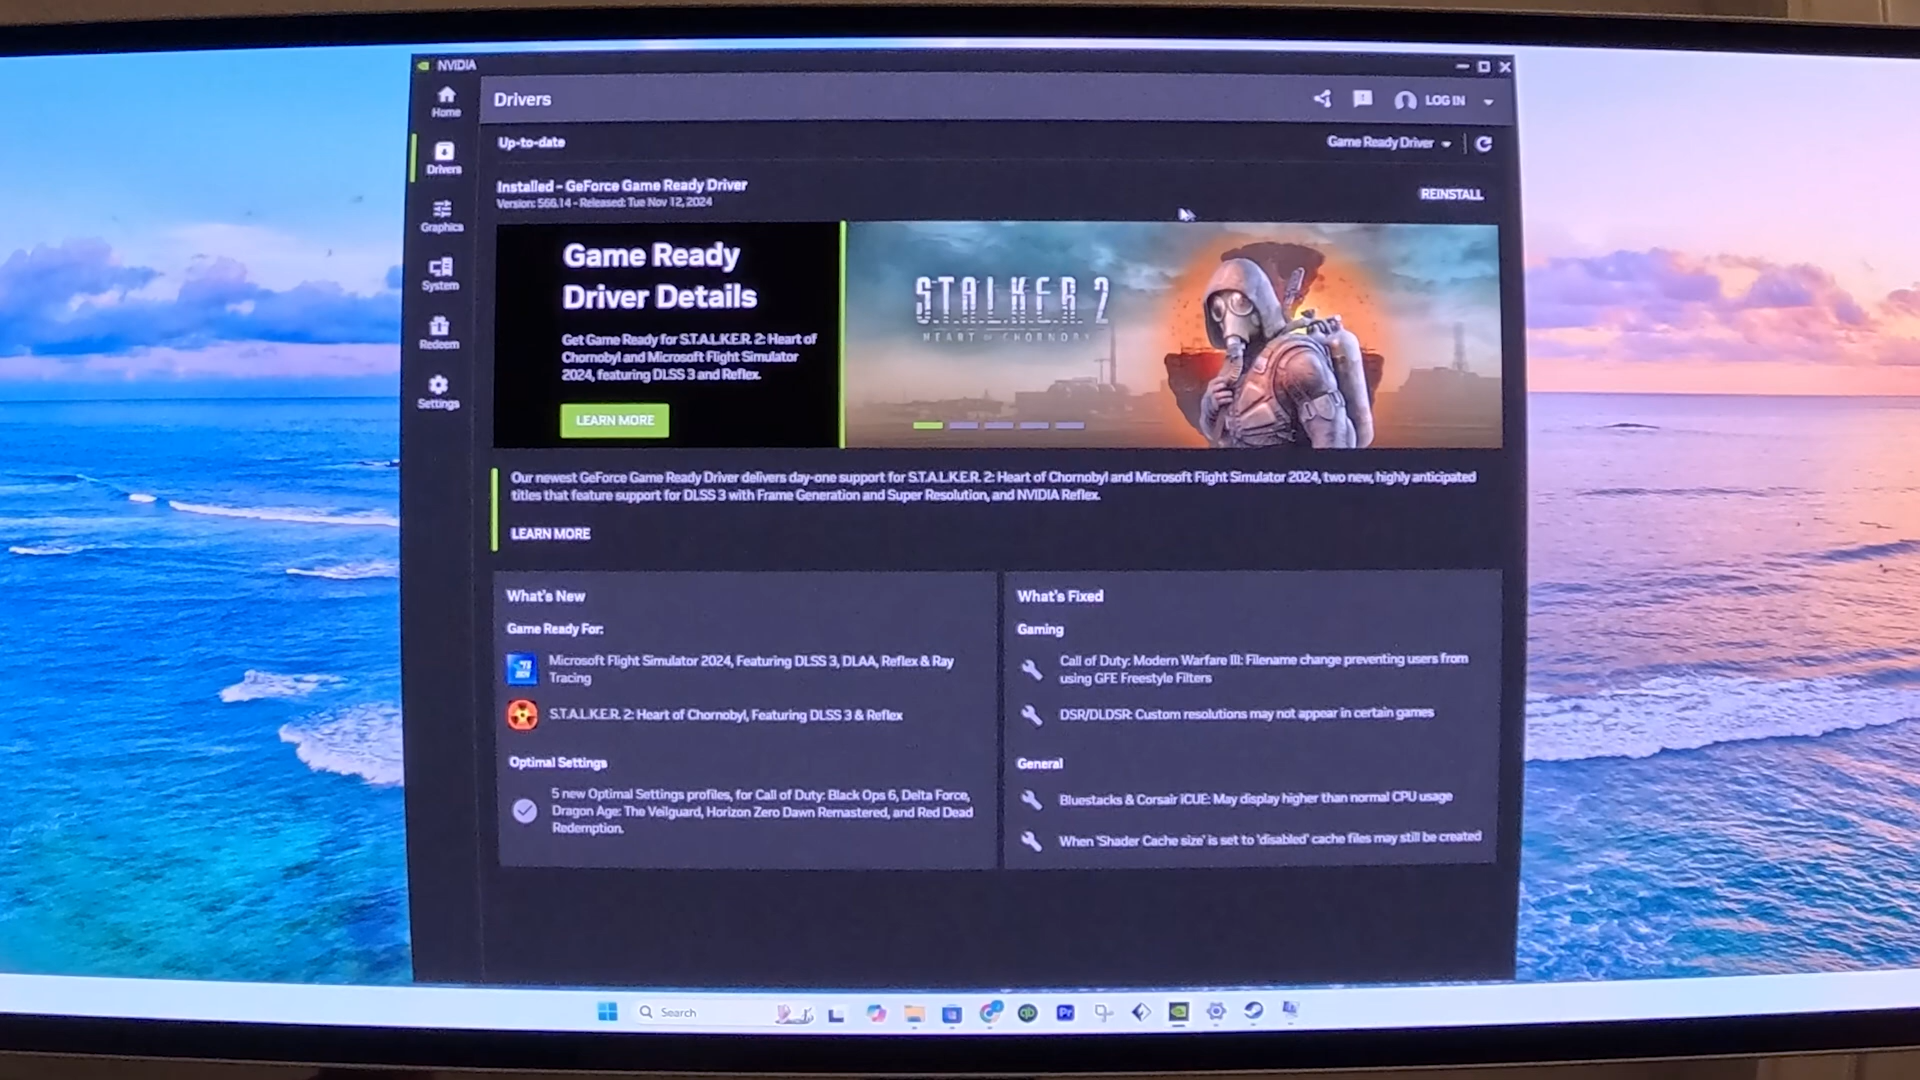 NVIDIA
Home
Drivers
Graphics
System
Redeem
Settings
Drivers
LOG IN
Up-to-date
Game Ready Driver
Installed - GeForce Game Ready Driver
Version: 566.14 - Released: Tue Nov 12, 2024
REINSTALL
Game Ready
Driver Details
Get Game Ready for S.T.A.L.K.E.R. 2: Heart of
Chornobyl and Microsoft Flight Simulator
2024, featuring DLSS 3 and Reflex.
LEARN MORE
S.T.A.L.K.E.R. 2
HEART OF CHORNOBYL
Our newest GeForce Game Ready Driver delivers day-one support for S.T.A.L.K.E.R. 2: Heart of Chornobyl and Microsoft Flight Simulator 2024, two new, highly anticipated
titles that feature support for DLSS 3 with Frame Generation and Super Resolution, and NVIDIA Reflex.
LEARN MORE
What's New
Game Ready For:
Microsoft Flight Simulator 2024, Featuring DLSS 3, DLAA, Reflex & Ray
Tracing
S.T.A.L.K.E.R. 2: Heart of Chornobyl, Featuring DLSS 3 & Reflex
Optimal Settings
5 new Optimal Settings profiles, for Call of Duty: Black Ops 6, Delta Force,
Dragon Age: The Veilguard, Horizon Zero Dawn Remastered, and Red Dead
Redemption.
What's Fixed
Gaming
Call of Duty: Modern Warfare III: Filename change preventing users from
using GFE Freestyle Filters
DSR/DLDSR: Custom resolutions may not appear in certain games
General
Bluestacks & Corsair iCUE: May display higher than normal CPU usage
When 'Shader Cache size' is set to 'disabled' cache files may still be created
Search
qb
Pr